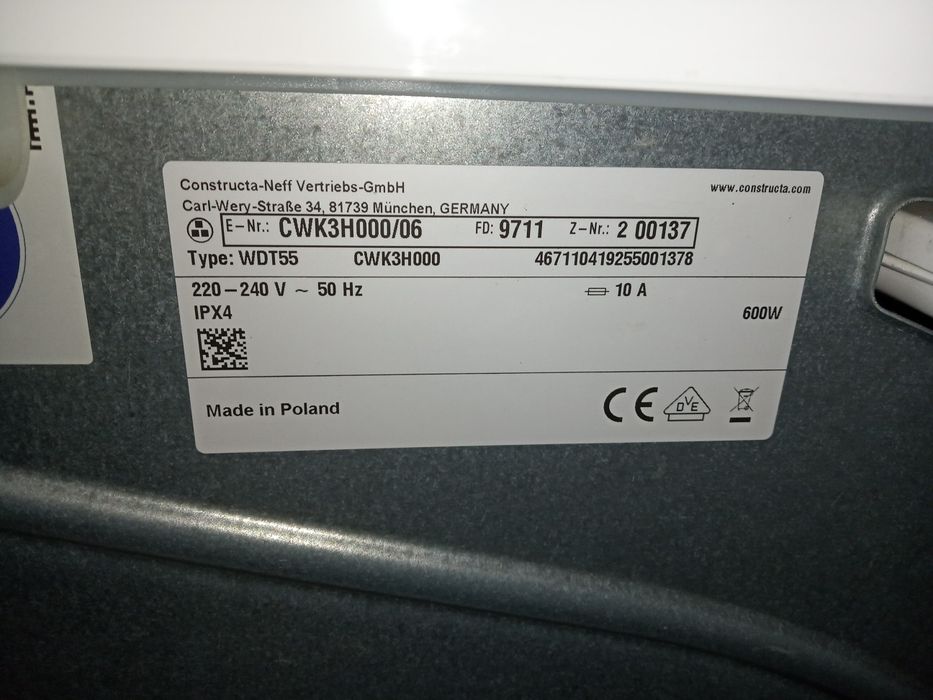 Constructa-Neff Vertriebs-GmbH
www.constructa.com
Carl-Wery-Straße 34, 81739 München, GERMANY
E-Nr.: CWK3H000/06 FD: 9711 Z-Nr.: 2 00137
Type: WDT55 CWK3H000 467110419255001378
220-240 V ~ 50 Hz 10 A
IPX4 600W
Made in Poland CE DVE